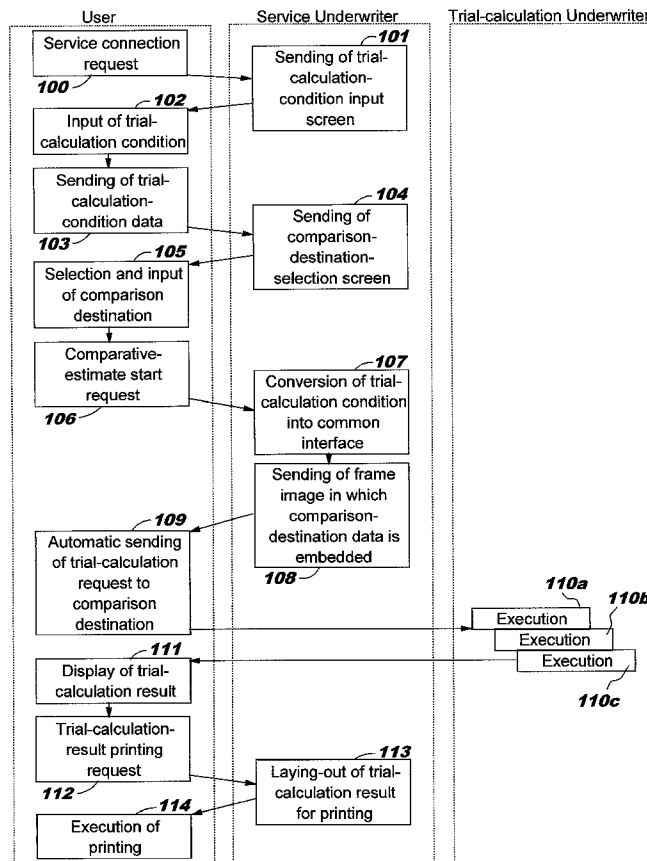 User
Service Underwriter
Trial-calculation Underwriter
Service connection
request
100
101
Sending of trial-
calculation-
condition input
screen
102
Input of trial-
calculation condition
Sending of trial-
calculation-
condition data
103
104
Sending of
comparison-
destination-
selection screen
105
Selection and input
of comparison
destination
Comparative-
estimate start
request
106
107
Conversion of trial-
calculation condition
into common
interface
Sending of frame
image in which
comparison-
destination data is
embedded
108
109
Automatic sending
of trial-calculation
request to
comparison
destination
110a
Execution
110b
Execution
Execution
110c
111
Display of trial-
calculation result
Trial-calculation-
result printing
request
112
113
Laying-out of trial-
calculation result
for printing
114
Execution of
printing